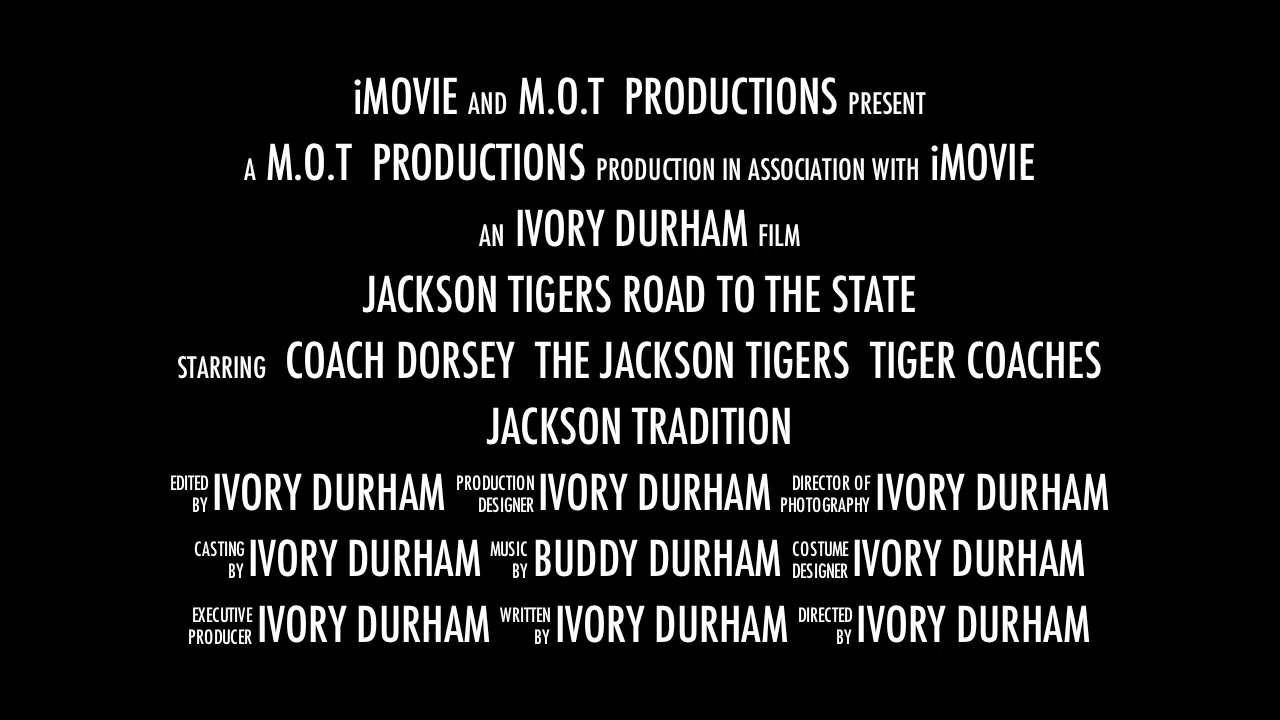 iMOVIE AND M.O.T PRODUCTIONS PRESENT
A M.O.T PRODUCTIONS PRODUCTION IN ASSOCIATION WITH iMOVIE
AN IVORY DURHAM FILM
JACKSON TIGERS ROAD TO THE STATE
STARRING COACH DORSEY THE JACKSON TIGERS TIGER COACHES
JACKSON TRADITION
EDITED BY IVORY DURHAM PRODUCTION DESIGNER IVORY DURHAM DIRECTOR OF PHOTOGRAPHY IVORY DURHAM
CASTING BY IVORY DURHAM MUSIC BY BUDDY DURHAM COSTUME DESIGNER IVORY DURHAM
EXECUTIVE PRODUCER IVORY DURHAM WRITTEN BY IVORY DURHAM DIRECTED BY IVORY DURHAM